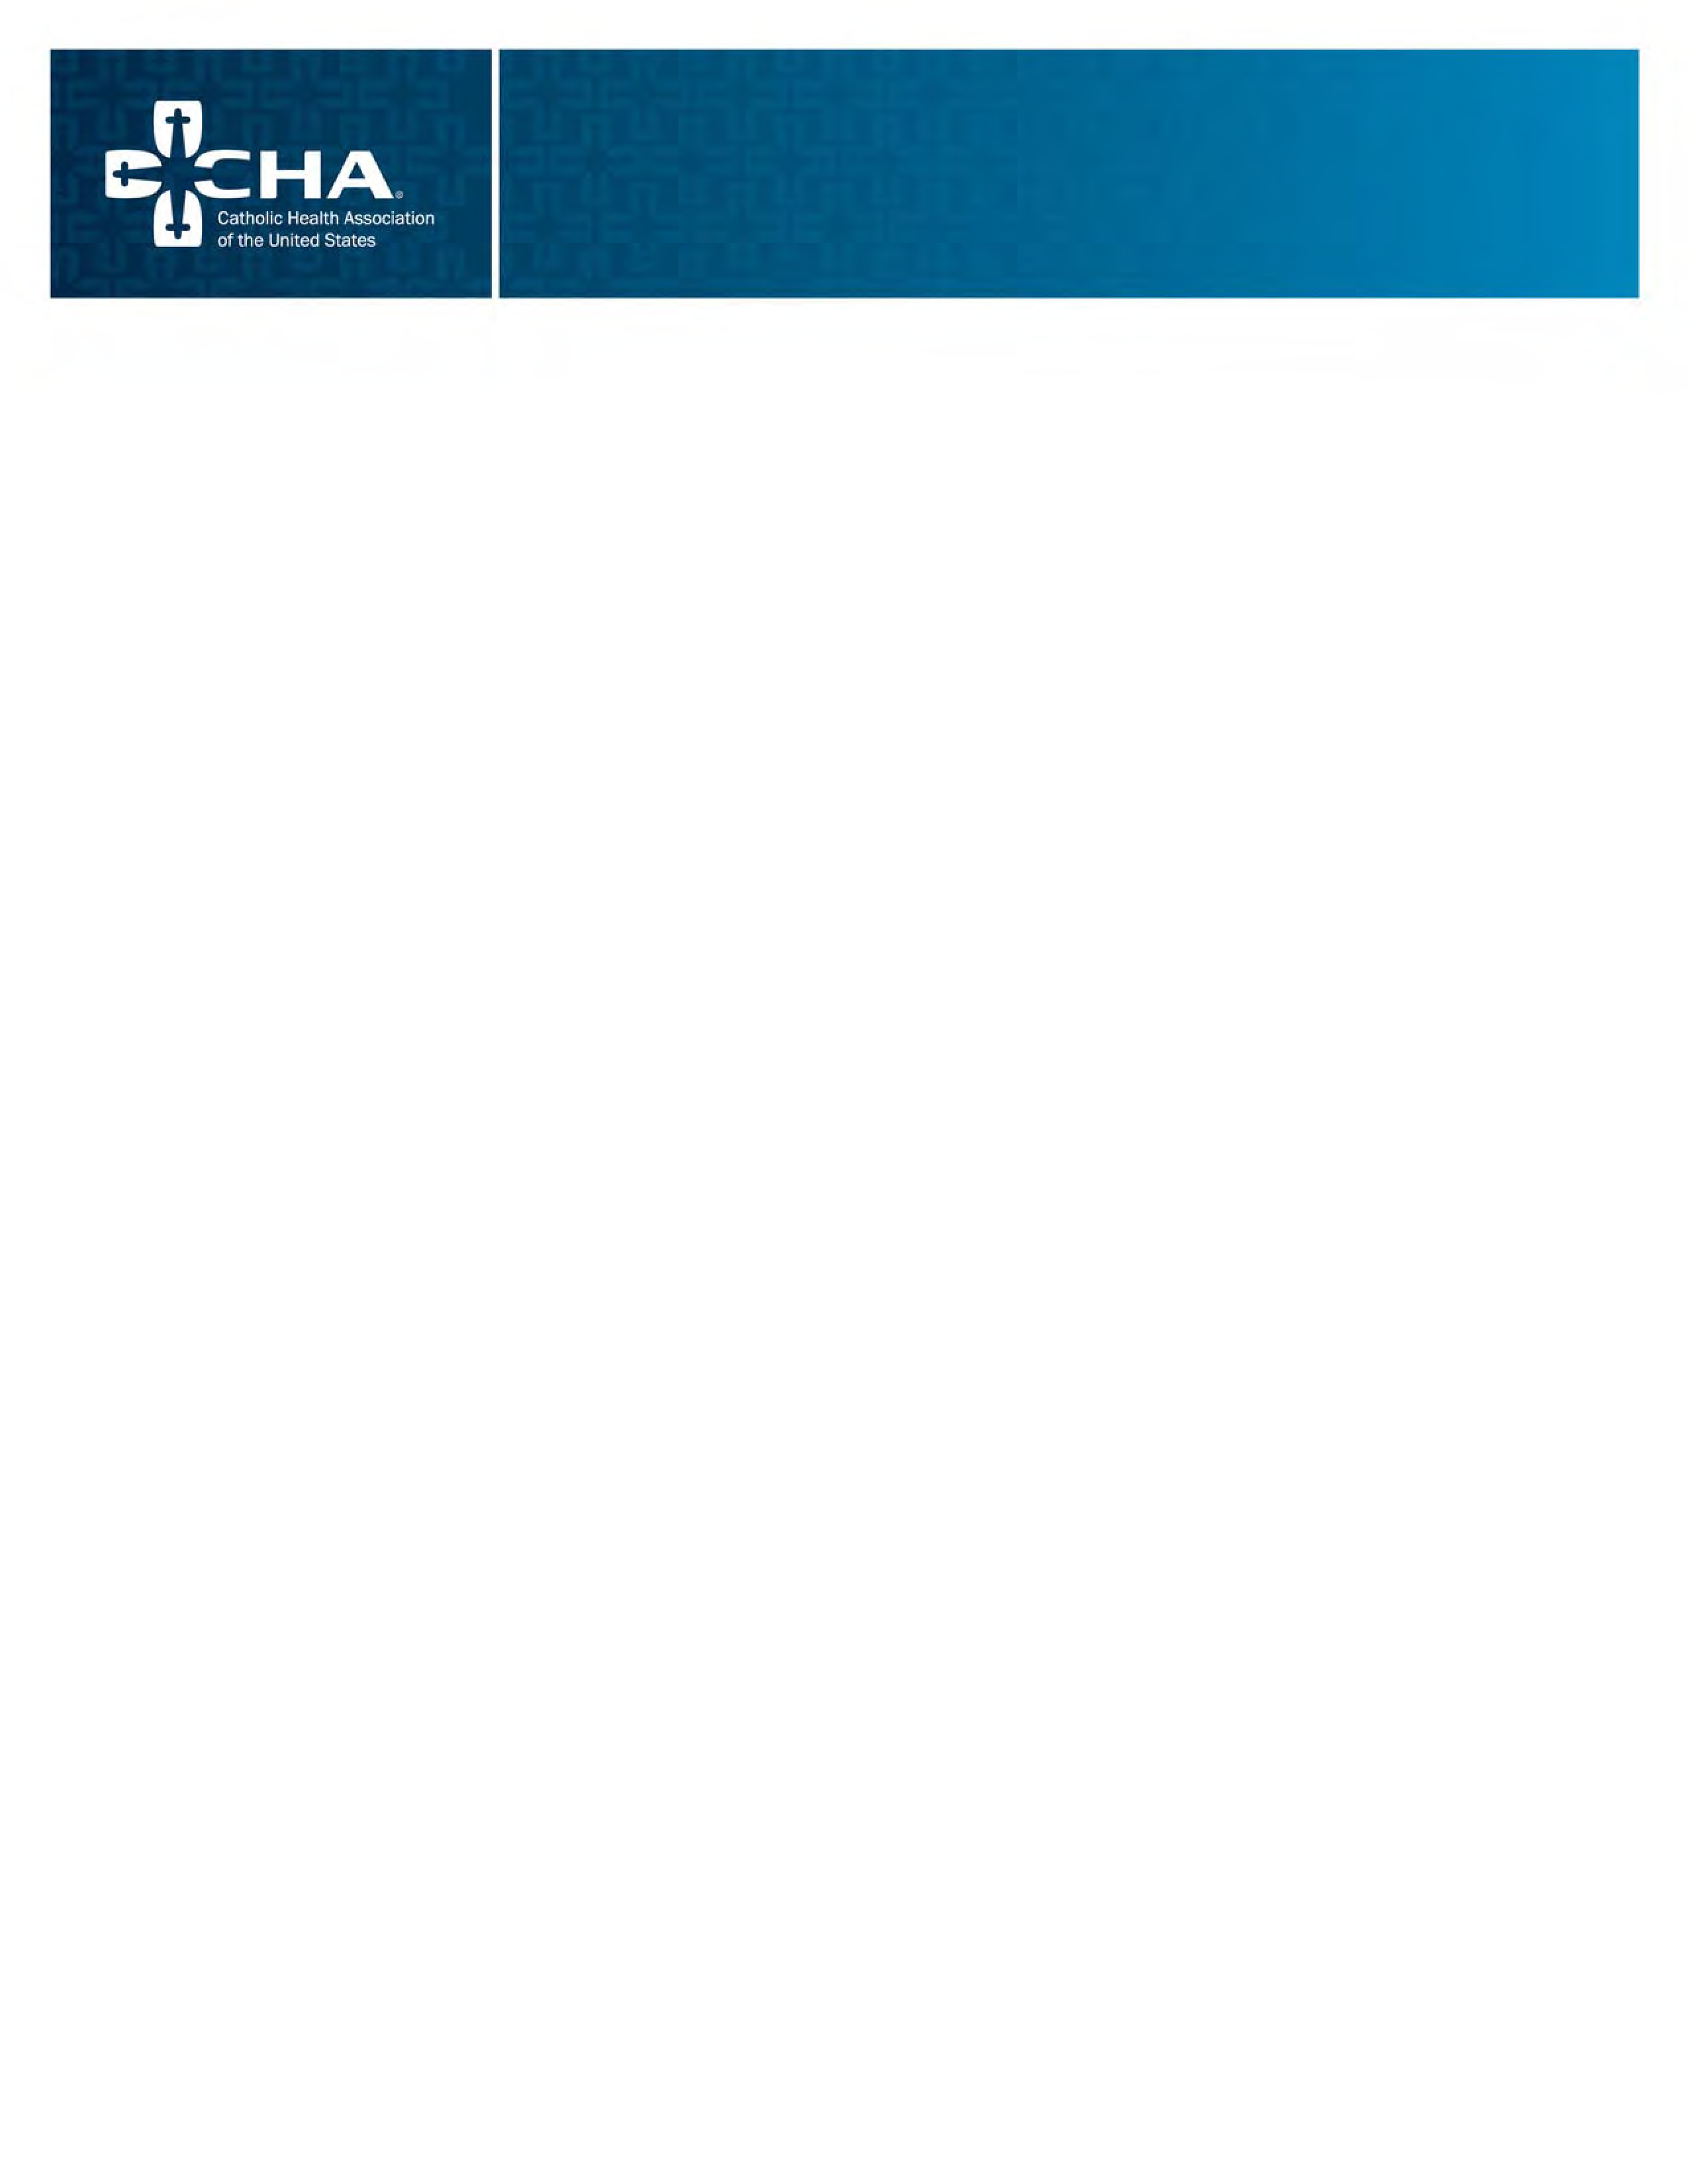 CHA®
Catholic Health Association
of the United States